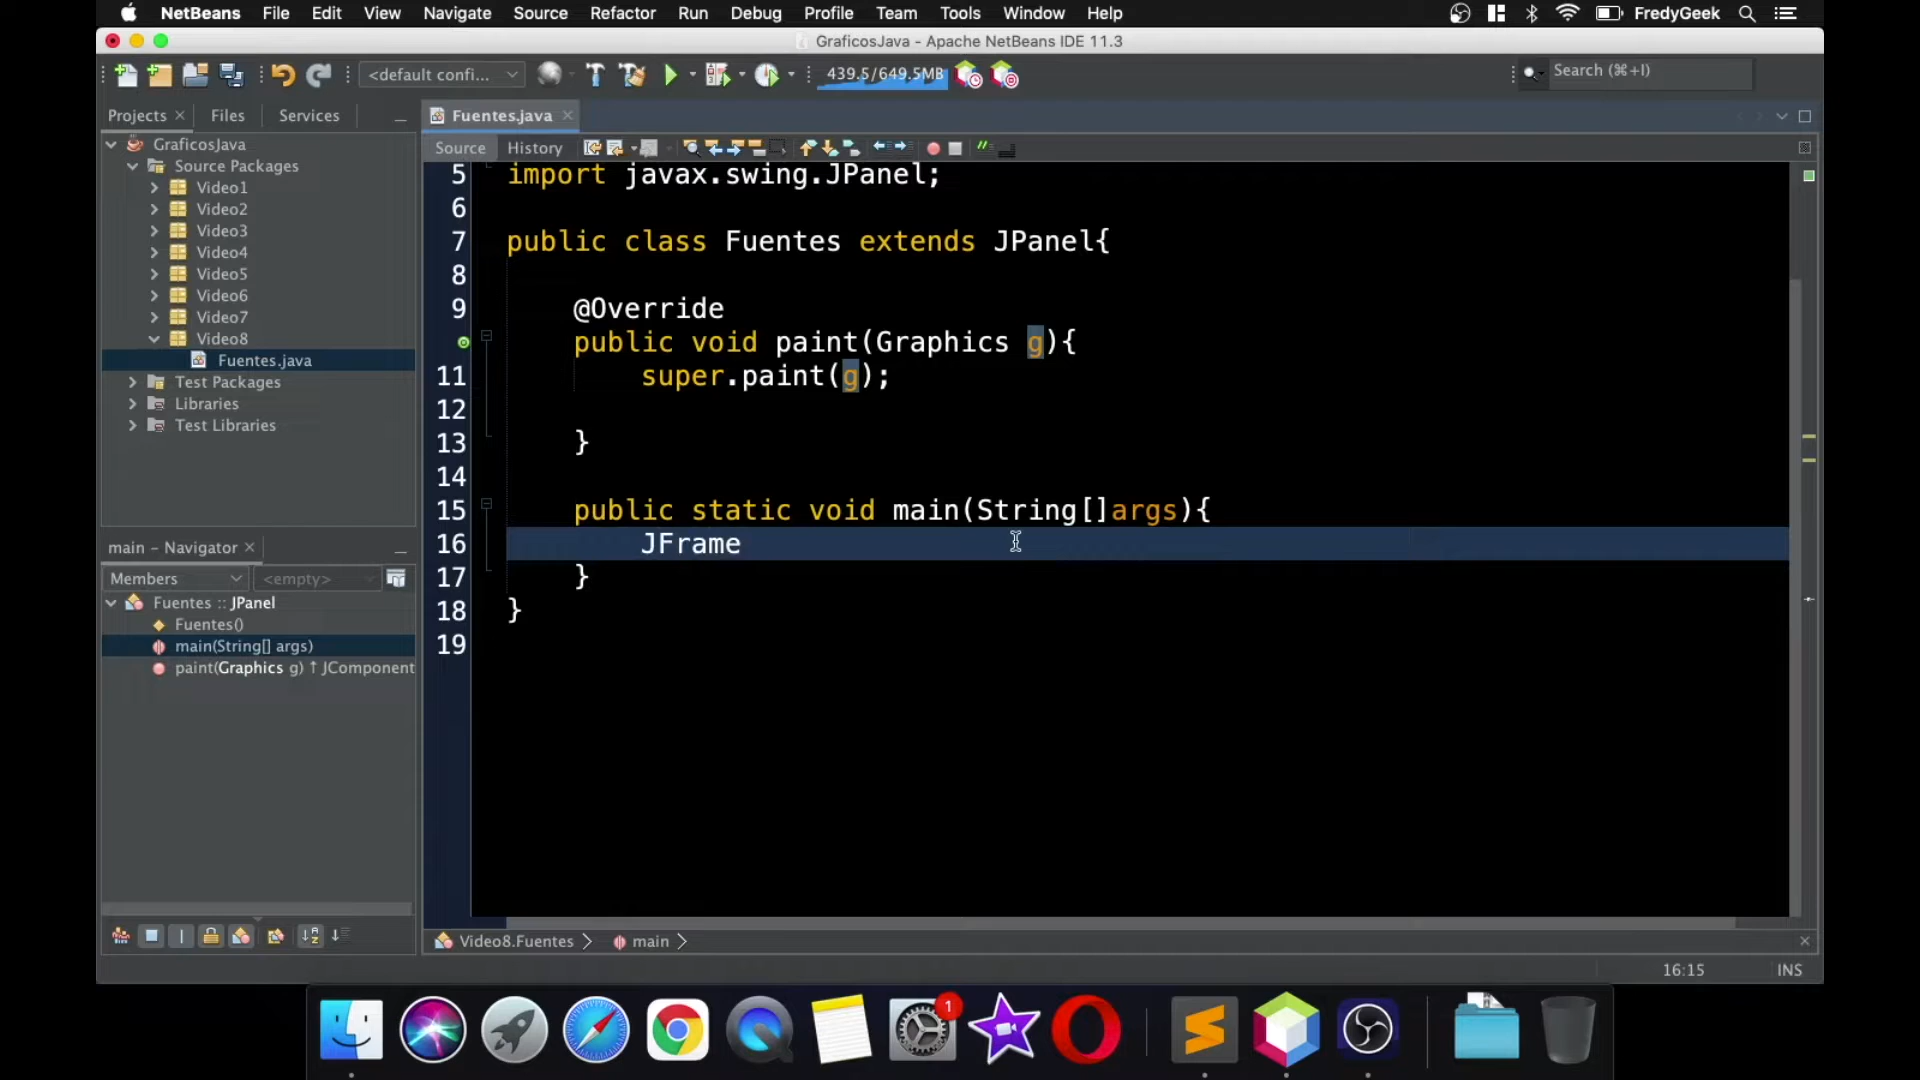 NetBeans File Edit View Navigate Source Refactor Run Debug Profile Team Tools Window Help FredyGeek
GraficosJava - Apache NetBeans IDE 11.3
<default confi... 439.5/649.5MB Search (⌘+I)
Projects Files Services Fuentes.java
Source History
GraficosJava
Source Packages
Video1
Video2
Video3
Video4
Video5
Video6
Video7
Video8
Fuentes.java
Test Packages
Libraries
Test Libraries
main - Navigator
Members <empty>
Fuentes :: JPanel
Fuentes()
main(String[] args)
paint(Graphics g) ↑ JComponent
5 import javax.swing.JPanel;
6
7 public class Fuentes extends JPanel{
8
9 @Override
public void paint(Graphics g){
11 super.paint(g);
12
13 }
14
15 public static void main(String[]args){
16 JFrame
17 }
18 }
19
Video8.Fuentes main
16:15 INS
1